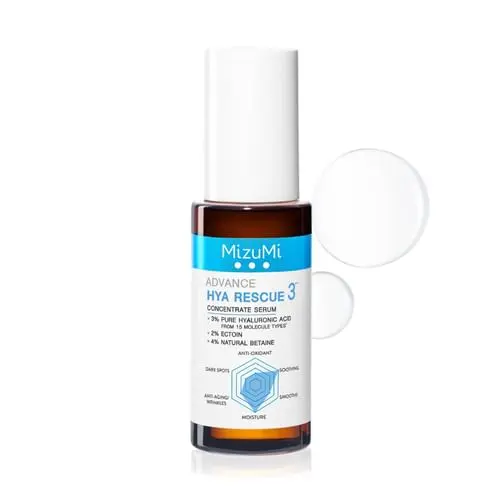 MizuMi
ADVANCE
HYA RESCUE 3
CONCENTRATE SERUM
• 3% PURE HYALURONIC ACID
FROM 15 MOLECULE TYPES*
• 2% ECTOIN
• 4% NATURAL BETAINE
ANTI-OXIDANT
DARK SPOTS
SOOTHING
ANTI-AGING/
WRINKLES
SMOOTHE
MOISTURE